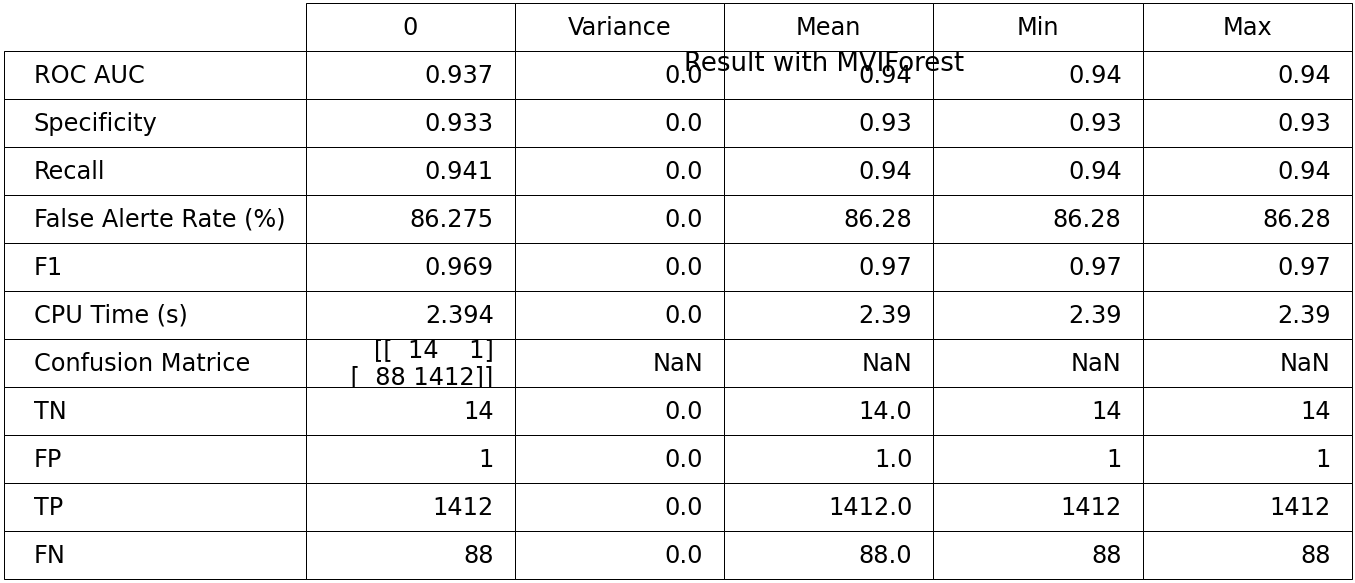 0 Variance Mean Min Max
Result with MVIForest
ROC AUC 0.937 0.0 0.94 0.94 0.94
Specificity 0.933 0.0 0.93 0.93 0.93
Recall 0.941 0.0 0.94 0.94 0.94
False Alerte Rate (%) 86.275 0.0 86.28 86.28 86.28
F1 0.969 0.0 0.97 0.97 0.97
CPU Time (s) 2.394 0.0 2.39 2.39 2.39
Confusion Matrice [[ 14 1] NaN NaN NaN NaN
[ 88 1412]]
TN 14 0.0 14.0 14 14
FP 1 0.0 1.0 1 1
TP 1412 0.0 1412.0 1412 1412
FN 88 0.0 88.0 88 88